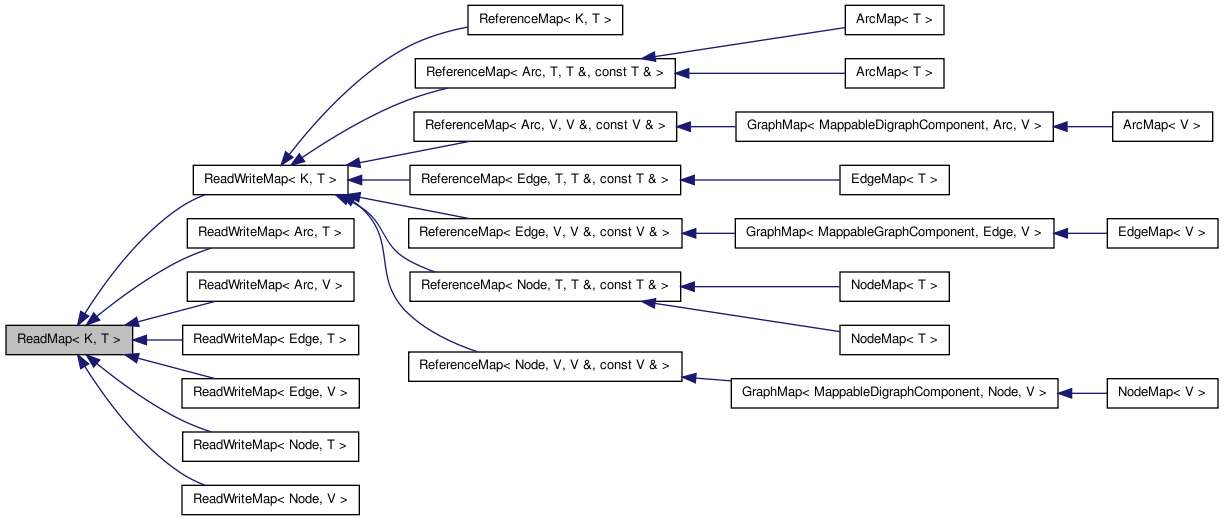 ReferenceMap< K, T >
ArcMap< T >
ReferenceMap< Arc, T, T &, const T & >
ArcMap< T >
ReferenceMap< Arc, V, V &, const V & >
GraphMap< MappableDigraphComponent, Arc, V >
ArcMap< V >
ReadWriteMap< K, T >
ReferenceMap< Edge, T, T &, const T & >
EdgeMap< T >
ReadWriteMap< Arc, T >
ReferenceMap< Edge, V, V &, const V & >
GraphMap< MappableGraphComponent, Edge, V >
EdgeMap< V >
ReadWriteMap< Arc, V >
ReferenceMap< Node, T, T &, const T & >
NodeMap< T >
ReadMap< K, T >
ReadWriteMap< Edge, T >
NodeMap< T >
ReferenceMap< Node, V, V &, const V & >
ReadWriteMap< Edge, V >
GraphMap< MappableDigraphComponent, Node, V >
NodeMap< V >
ReadWriteMap< Node, T >
ReadWriteMap< Node, V >